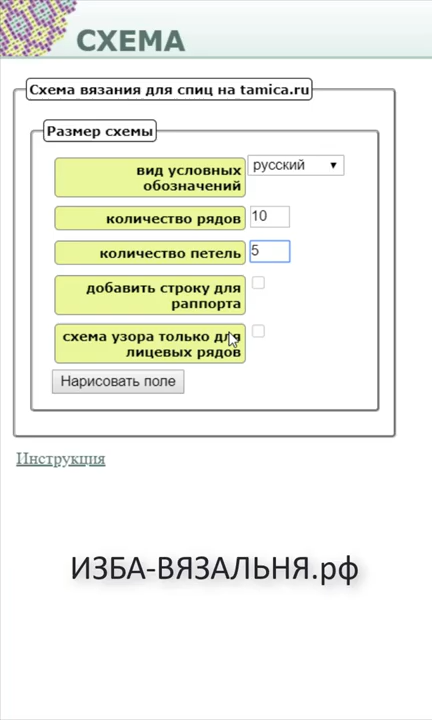 СХЕМА
Схема вязания для спиц на tamica.ru
Размер схемы
вид условных
обозначений
русский
количество рядов
10
количество петель
5
добавить строку для
раппорта
схема узора только для
лицевых рядов
Нарисовать поле
Инструкция
ИЗБА-ВЯЗАЛЬНЯ.рф